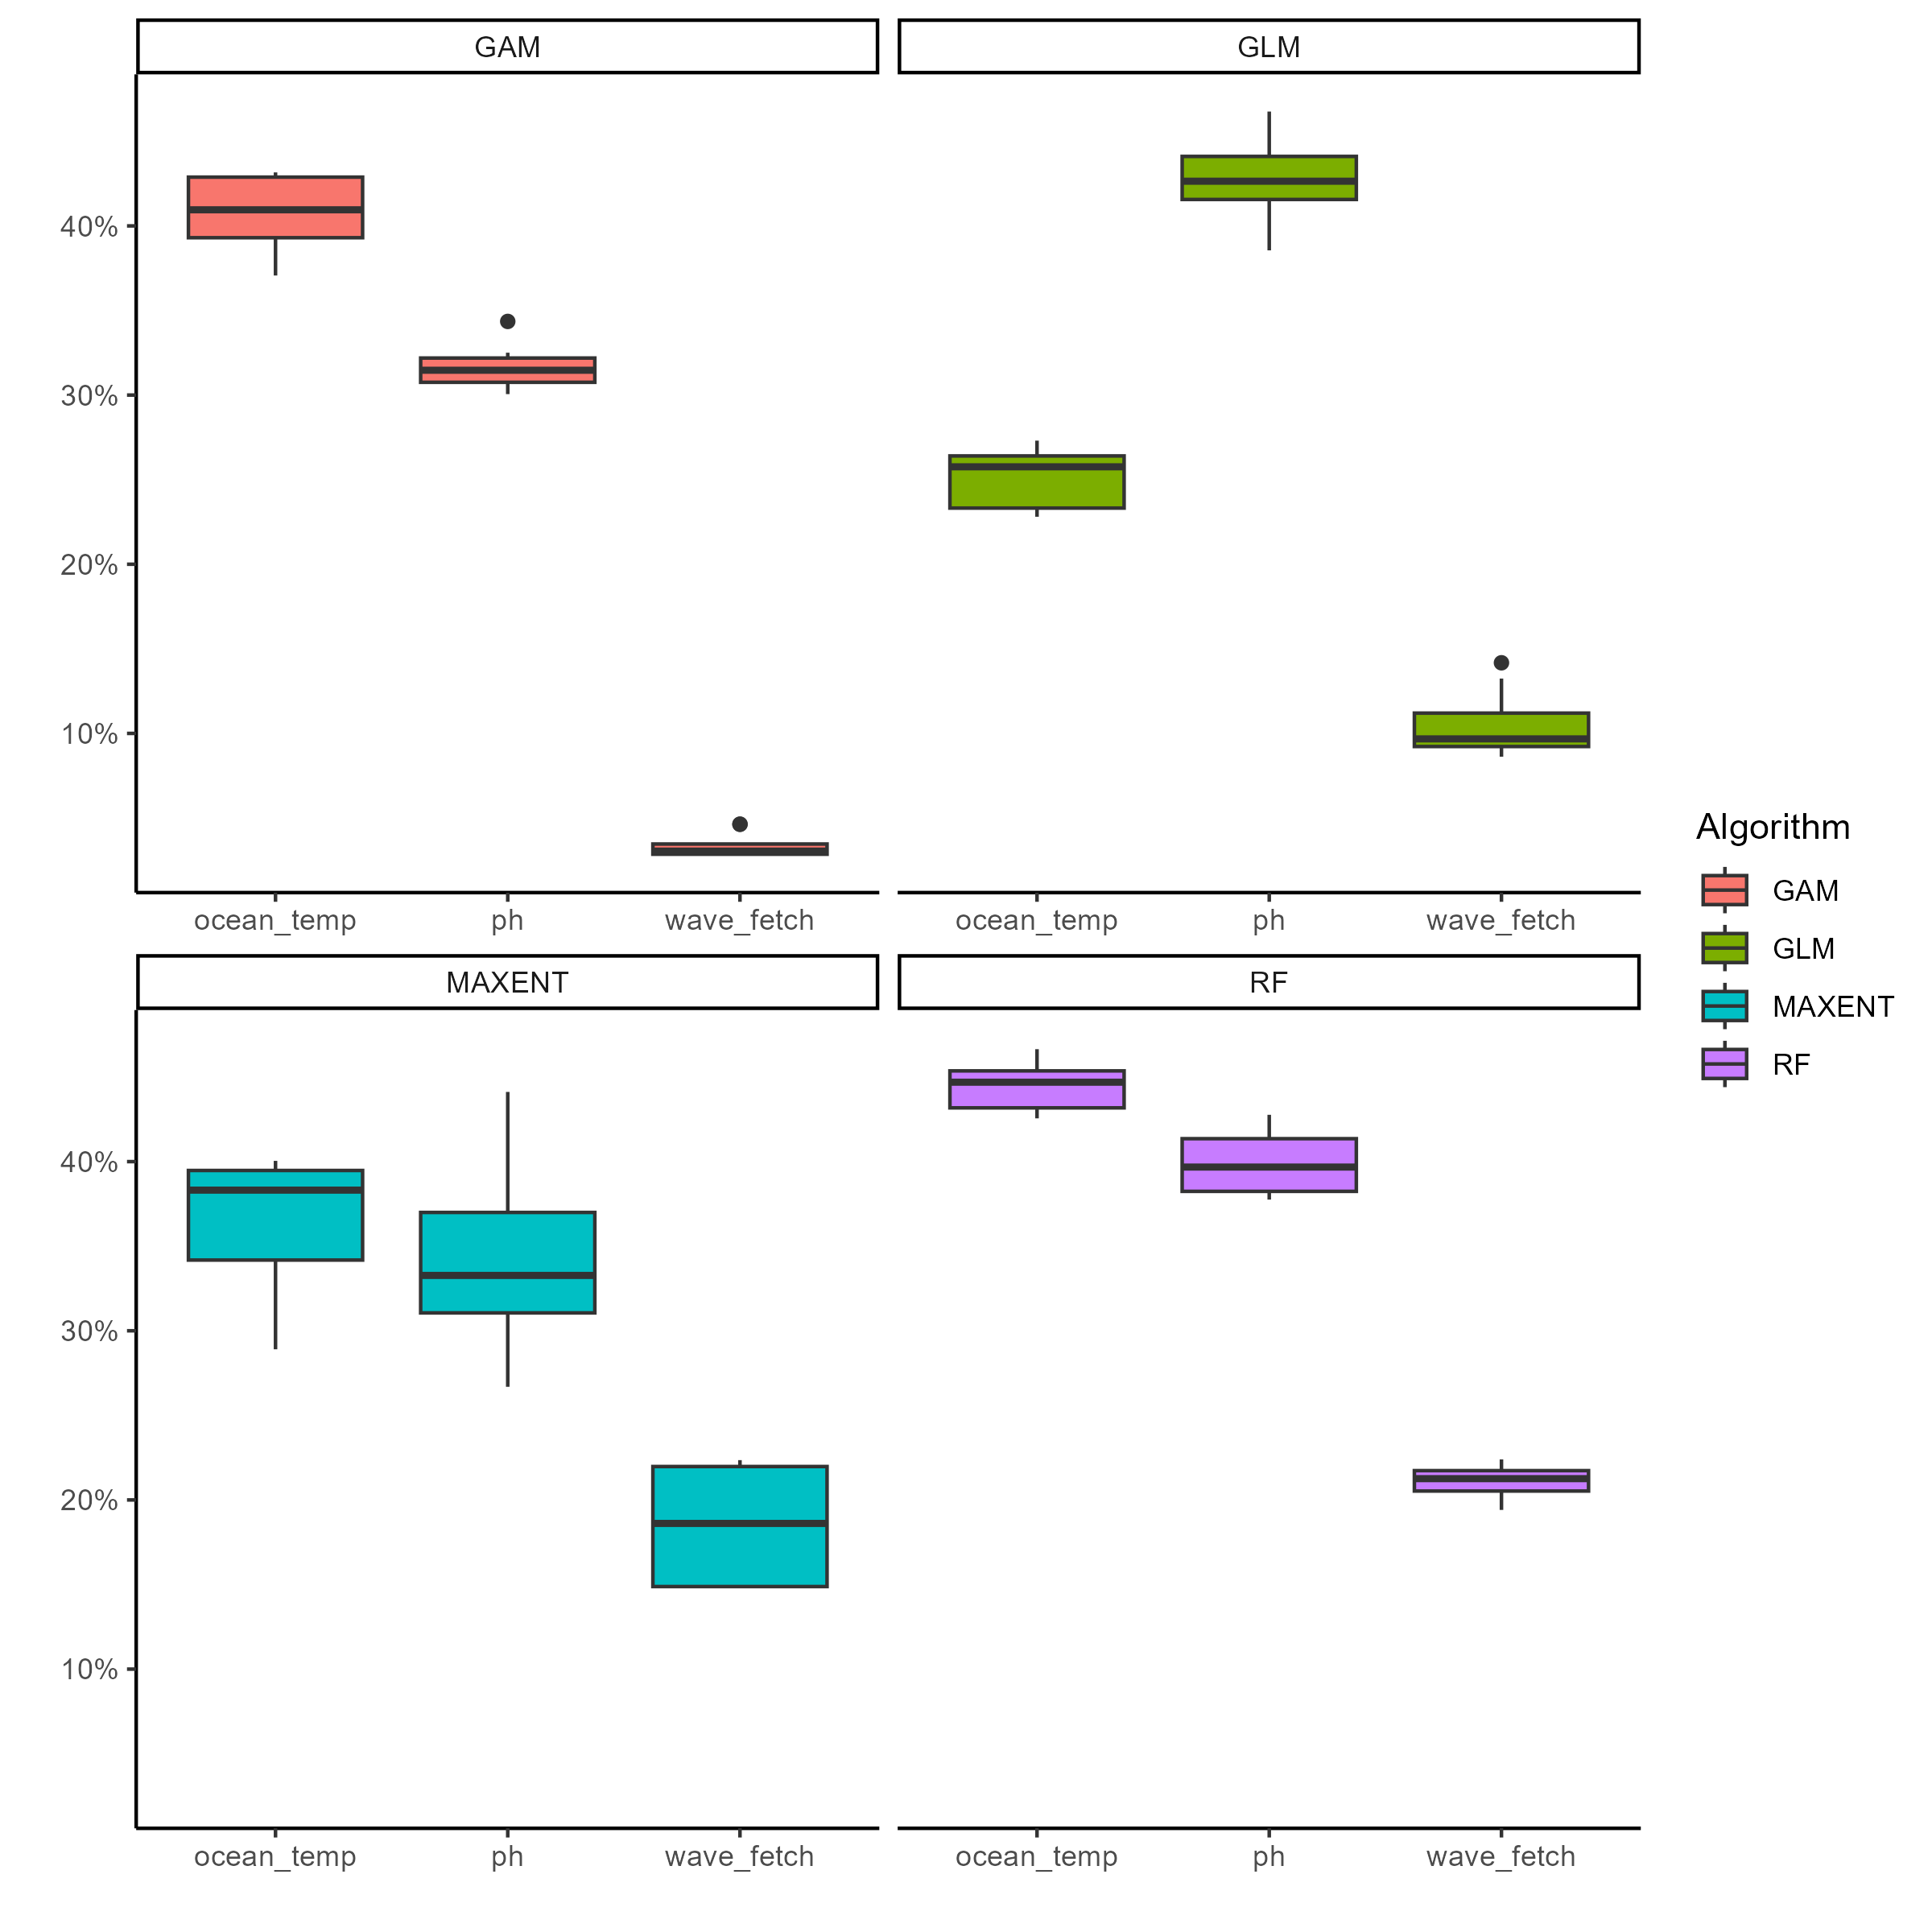 GAM
GLM
40%
30%
20%
10%
ocean_temp
ph
wave_fetch
ocean_temp
ph
wave_fetch
MAXENT
RF
40%
30%
20%
10%
ocean_temp
ph
wave_fetch
ocean_temp
ph
wave_fetch
Algorithm
GAM
GLM
MAXENT
RF